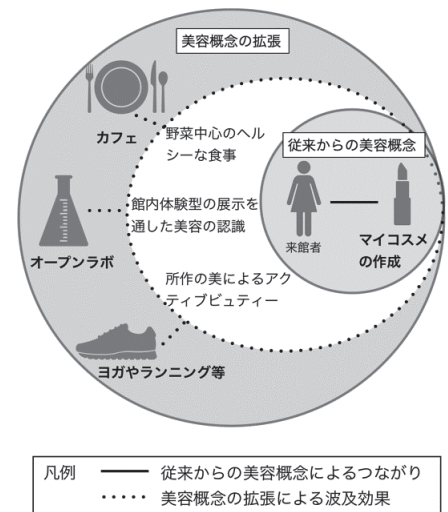 美容概念の拡張
カフェ
野菜中心のヘル
シーな食事
従来からの美容概念
館内体験型の展示を
通した美容の認識
オープンラボ
来館者
マイコスメ
の作成
所作の美によるアク
ティブビュティー
ヨガやランニング等
凡例 従来からの美容概念によるつながり
美容概念の拡張による波及効果